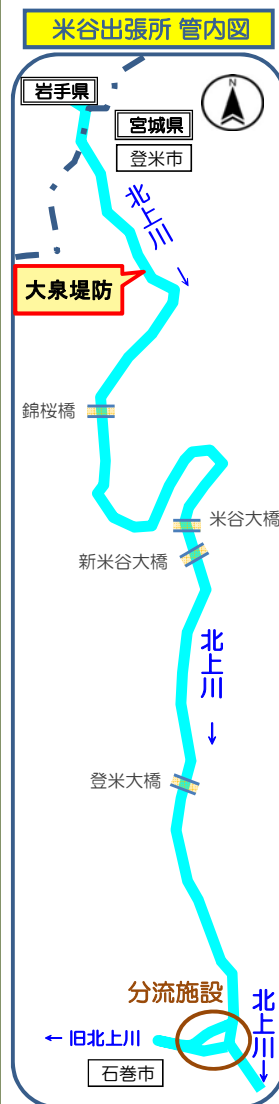 米谷出張所 管内図
岩手県
N
宮城県
登米市
北上川
↓
大泉堤防
錦桜橋
米谷大橋
新米谷大橋
北上川
↓
登米大橋
分流施設
北上川
↓
← 旧北上川
石巻市